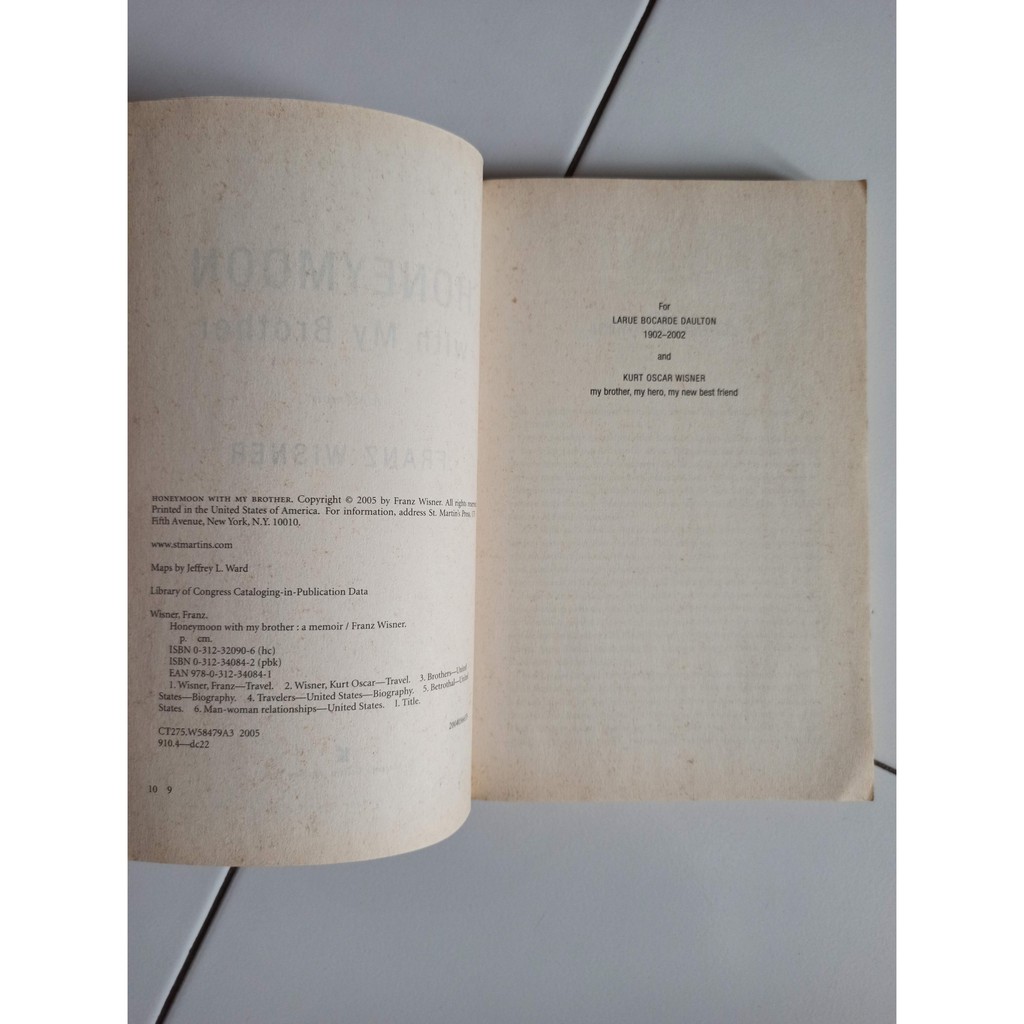 HONEYMOON WITH MY BROTHER. Copyright © 2005 by Franz Wisner. All rights
Printed in the United States of America. For information, address St. Martin's Press,
Fifth Avenue, New York, N.Y. 10010.
www.stmartins.com
Maps by Jeffrey L. Ward
Library of Congress Cataloging-in-Publication Data
Wisner, Franz.
Honeymoon with my brother : a memoir / Franz Wisner.
p. cm.
ISBN 0-312-32090-6 (hc)
ISBN 0-312-34084-2 (pbk)
EAN 978-0-312-34084-1
1. Wisner, Franz—Travel. 2. Wisner, Kurt Oscar—Travel. 3. Brothers—United
States—Biography. 4. Travelers—United States—Biography. 5. Betrothal—United
States. 6. Man-woman relationships—United States. I. Title.
CT275.W58479A3 2005
910.4—dc22
10 9
For
LARUE BOCARDE DAULTON
1902–2002
and
KURT OSCAR WISNER
my brother, my hero, my new best friend